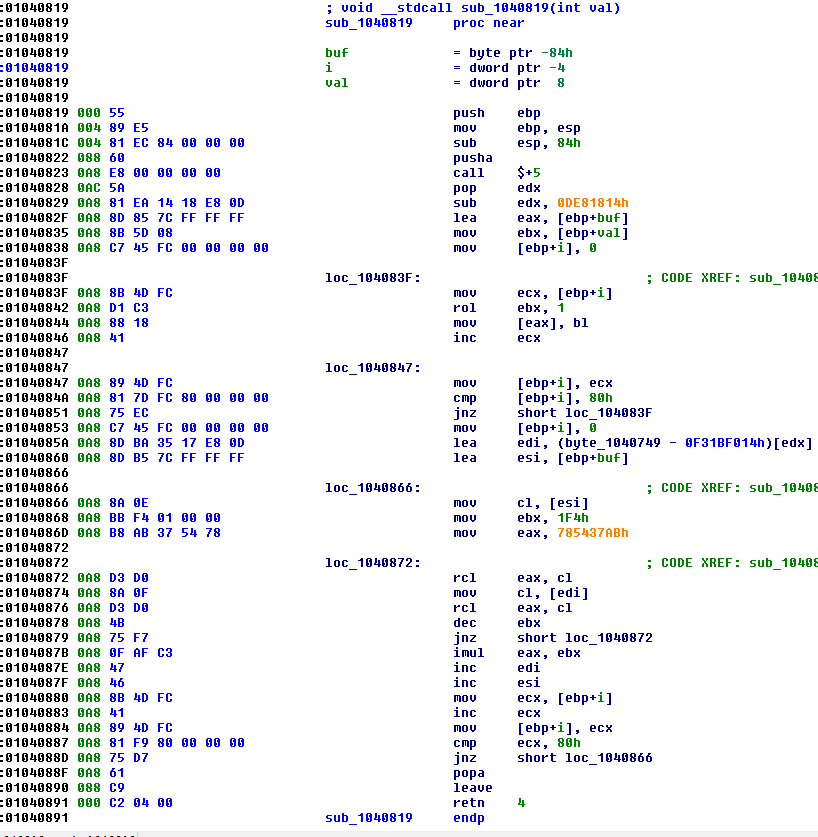 :01040819 ; void __stdcall sub_1040819(int val)
:01040819 sub_1040819 proc near
:01040819
:01040819 buf = byte ptr -84h
:01040819 i = dword ptr -4
:01040819 val = dword ptr 8
:01040819
:01040819 000 55 push ebp
:0104081A 004 89 E5 mov ebp, esp
:0104081C 004 81 EC 84 00 00 00 sub esp, 84h
:01040822 088 60 pusha
:01040823 0A8 E8 00 00 00 00 call $+5
:01040828 0AC 5A pop edx
:01040829 0A8 81 EA 14 18 E8 0D sub edx, 0DE81814h
:0104082F 0A8 8D 85 7C FF FF FF lea eax, [ebp+buf]
:01040835 0A8 8B 5D 08 mov ebx, [ebp+val]
:01040838 0A8 C7 45 FC 00 00 00 00 mov [ebp+i], 0
:0104083F
:0104083F loc_104083F: ; CODE XREF: sub_10408
:0104083F 0A8 8B 4D FC mov ecx, [ebp+i]
:01040842 0A8 D1 C3 rol ebx, 1
:01040844 0A8 88 18 mov [eax], bl
:01040846 0A8 41 inc ecx
:01040847
:01040847 loc_1040847:
:01040847 0A8 89 4D FC mov [ebp+i], ecx
:0104084A 0A8 81 7D FC 80 00 00 00 cmp [ebp+i], 80h
:01040851 0A8 75 EC jnz short loc_104083F
:01040853 0A8 C7 45 FC 00 00 00 00 mov [ebp+i], 0
:0104085A 0A8 8D BA 35 17 E8 0D lea edi, (byte_1040749 - 0F31BF014h)[edx]
:01040860 0A8 8D B5 7C FF FF FF lea esi, [ebp+buf]
:01040866
:01040866 loc_1040866: ; CODE XREF: sub_10408
:01040866 0A8 8A 0E mov cl, [esi]
:01040868 0A8 BB F4 01 00 00 mov ebx, 1F4h
:0104086D 0A8 B8 AB 37 54 78 mov eax, 785437ABh
:01040872
:01040872 loc_1040872: ; CODE XREF: sub_10408
:01040872 0A8 D3 D0 rcl eax, cl
:01040874 0A8 8A 0F mov cl, [edi]
:01040876 0A8 D3 D0 rcl eax, cl
:01040878 0A8 4B dec ebx
:01040879 0A8 75 F7 jnz short loc_1040872
:0104087B 0A8 0F AF C3 imul eax, ebx
:0104087E 0A8 47 inc edi
:0104087F 0A8 46 inc esi
:01040880 0A8 8B 4D FC mov ecx, [ebp+i]
:01040883 0A8 41 inc ecx
:01040884 0A8 89 4D FC mov [ebp+i], ecx
:01040887 0A8 81 F9 80 00 00 00 cmp ecx, 80h
:0104088D 0A8 75 D7 jnz short loc_1040866
:0104088F 0A8 61 popa
:01040890 088 C9 leave
:01040891 000 C2 04 00 retn 4
:01040891 sub_1040819 endp